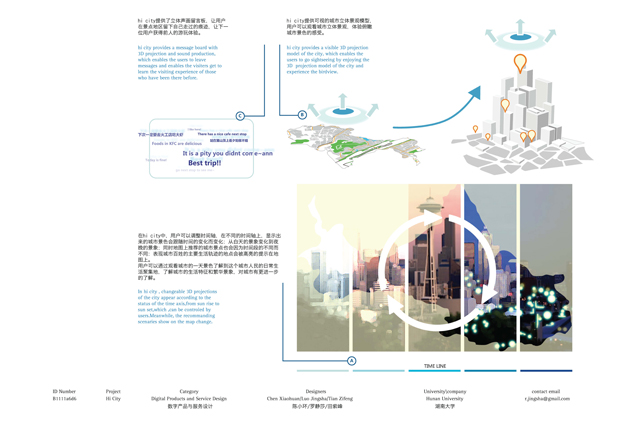 hi city提供了立体声画留言板，让用户
在景点地区留下自己走过的痕迹，让下一
位用户获得前人的游玩体验。
hi city provides a message board with
3D projection and sound production,
which enables the users to leave
messages and enables the visitors get to
learn the visiting experience of those
who have been there before.
hi city提供可视的城市立体景观模型，
用户可以观看城市立体景观，体验俯瞰
城市景色的感受。
hi city provides a visible 3D projection
model of the city, which enables the
users to go sightseeing by enjoying the
3D projection model of the city and
experience the birdview.
C
B
下次一定要去火工店吃大好
There has a nice cafe next stop
Foods in KFC are delicious
It is a pity you didnt com e~ann
Best trip!!
在hi city中，用户可以调整时间轴，在不同的时间轴上，显示出
来的城市景色会跟随时间的变化而变化：从白天的景象变化到夜
晚的景象；同时地图上推荐的城市景点也会因为时间段的不同而
不同；表现城市百姓的主要生活轨迹的地点会被高亮的提示在地
图上。
用户可以通过观看城市的一天景色了解到这个城市人民的日常生
活聚集地，了解城市的生活特征和繁华景象，对城市有更进一步
的了解。
In hi city , changeable 3D projections
of the city appear according to the
status of the time axis,from sun rise to
sun set,which ,can be controled by
users.Meanwhile, the recommanding
scenarios show on the map change.
A
TIME LINE
ID Number
Project
Category
Designers
University\company
contact email
B1111ab8t
Hi City
Digital Products and Service Design
Chen Xiaohuan/Luo Jingsha/Tian Zifeng
Hunan University
r.jingsha@gmail.com
数字产品与服务设计
陈小环/罗静莎/田紫峰
湖南大学